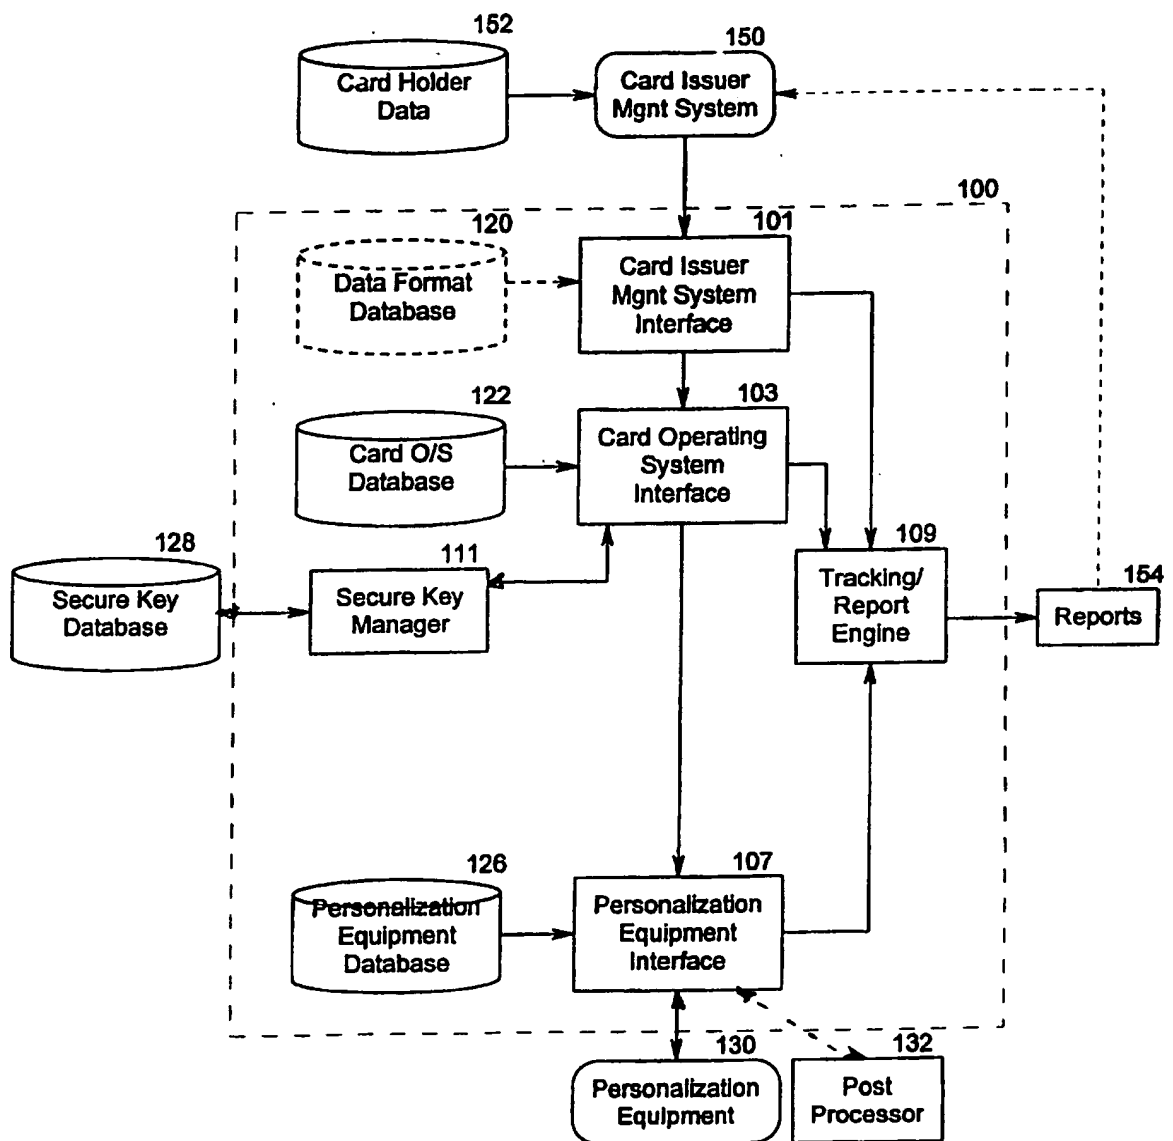 152
Card Holder
Data
150
Card Issuer
Mgnt System
100
120
Data Format
Database
101
Card Issuer
Mgnt System
Interface
122
Card O/S
Database
103
Card Operating
System
Interface
128
Secure Key
Database
111
Secure Key
Manager
109
Tracking/
Report
Engine
154
Reports
126
Personalization
Equipment
Database
107
Personalization
Equipment
Interface
130
Personalization
Equipment
132
Post
Processor